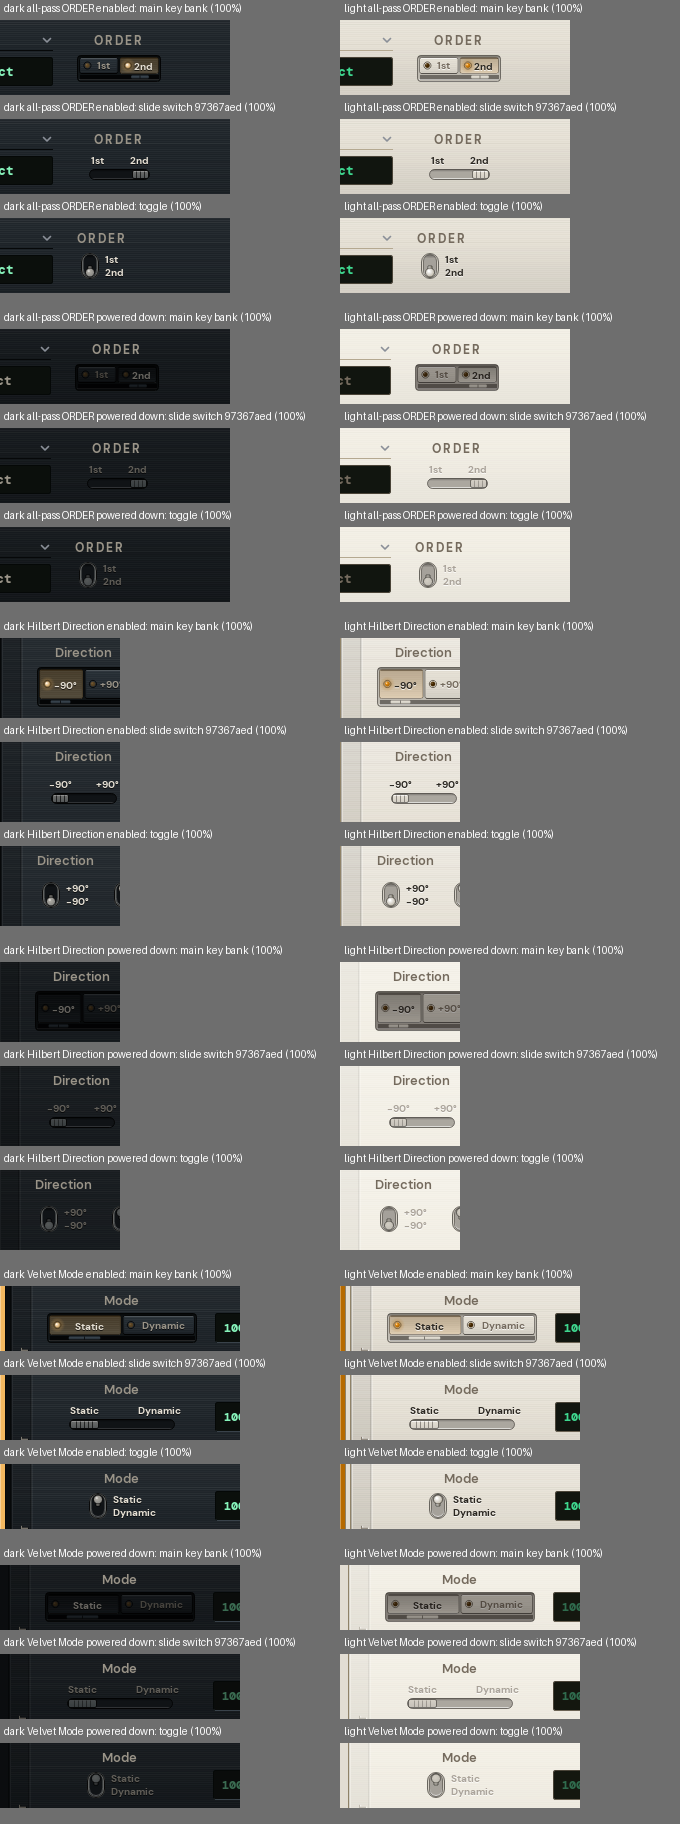 dark all-pass ORDER enabled: main key bank (100%)
light all-pass ORDER enabled: main key bank (100%)
ORDER
ORDER
ct
1st 2nd
ct
1st 2nd
dark all-pass ORDER enabled: slide switch 97367aed (100%)
light all-pass ORDER enabled: slide switch 97367aed (100%)
ORDER
ORDER
1st 2nd
1st 2nd
ct
ct
dark all-pass ORDER enabled: toggle (100%)
light all-pass ORDER enabled: toggle (100%)
ORDER
ORDER
1st
1st
ct
2nd
ct
2nd
dark all-pass ORDER powered down: main key bank (100%)
light all-pass ORDER powered down: main key bank (100%)
ORDER
ORDER
ct
1st 2nd
ct
1st 2nd
dark all-pass ORDER powered down: slide switch 97367aed (100%)
light all-pass ORDER powered down: slide switch 97367aed (100%)
ORDER
ORDER
1st 2nd
1st 2nd
ct
ct
dark all-pass ORDER powered down: toggle (100%)
light all-pass ORDER powered down: toggle (100%)
ORDER
ORDER
1st
1st
ct
2nd
ct
2nd
dark Hilbert Direction enabled: main key bank (100%)
light Hilbert Direction enabled: main key bank (100%)
Direction
Direction
−90° +90°
−90° +90
dark Hilbert Direction enabled: slide switch 97367aed (100%)
light Hilbert Direction enabled: slide switch 97367aed (100%)
Direction
Direction
−90° +90°
−90° +90°
dark Hilbert Direction enabled: toggle (100%)
light Hilbert Direction enabled: toggle (100%)
Direction
Direction
+90°
+90°
−90°
−90°
dark Hilbert Direction powered down: main key bank (100%)
light Hilbert Direction powered down: main key bank (100%)
Direction
Direction
−90° +90°
−90° +90°
dark Hilbert Direction powered down: slide switch 97367aed (100%)
light Hilbert Direction powered down: slide switch 97367aed (100%)
Direction
Direction
−90° +90°
−90° +90°
dark Hilbert Direction powered down: toggle (100%)
light Hilbert Direction powered down: toggle (100%)
Direction
Direction
+90°
+90°
−90°
−90°
dark Velvet Mode enabled: main key bank (100%)
light Velvet Mode enabled: main key bank (100%)
Mode
Mode
Static Dynamic 100
Static Dynamic 100
dark Velvet Mode enabled: slide switch 97367aed (100%)
light Velvet Mode enabled: slide switch 97367aed (100%)
Mode
Mode
Static Dynamic
Static Dynamic
100
100
dark Velvet Mode enabled: toggle (100%)
light Velvet Mode enabled: toggle (100%)
Mode
Mode
Static
Static
100
100
Dynamic
Dynamic
dark Velvet Mode powered down: main key bank (100%)
light Velvet Mode powered down: main key bank (100%)
Mode
Mode
Static Dynamic 100
Static Dynamic 100
dark Velvet Mode powered down: slide switch 97367aed (100%)
light Velvet Mode powered down: slide switch 97367aed (100%)
Mode
Mode
Static Dynamic
Static Dynamic
100
100
dark Velvet Mode powered down: toggle (100%)
light Velvet Mode powered down: toggle (100%)
Mode
Mode
Static
Static
100
100
Dynamic
Dynamic